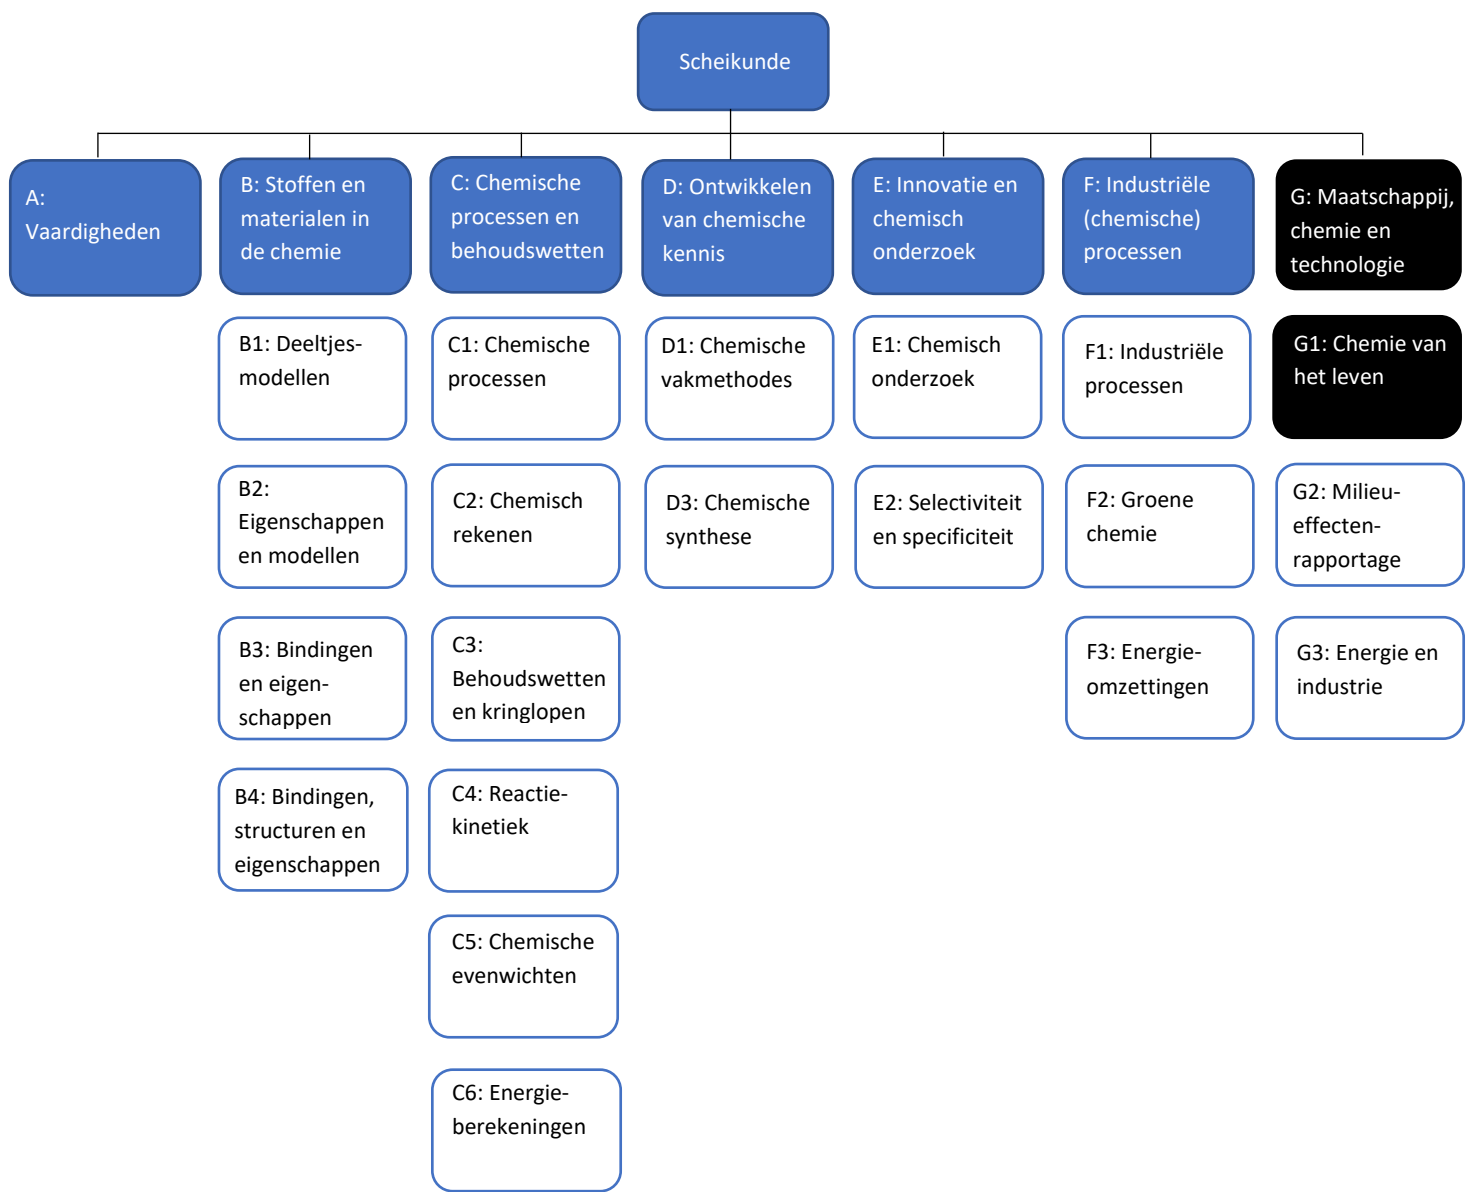 Scheikunde
A:
Vaardigheden
B: Stoffen en
materialen in
de chemie
C: Chemische
processen en
behoudswetten
D: Ontwikkelen
van chemische
kennis
E: Innovatie en
chemisch
onderzoek
F: Industriële
(chemische)
processen
G: Maatschappij,
chemie en
technologie
B1: Deeltjes-
modellen
C1: Chemische
processen
D1: Chemische
vakmethodes
E1: Chemisch
onderzoek
F1: Industriële
processen
G1: Chemie van
het leven
B2:
Eigenschappen
en modellen
C2: Chemisch
rekenen
D3: Chemische
synthese
E2: Selectiviteit
en specificiteit
F2: Groene
chemie
G2: Milieu-
effecten-
rapportage
B3: Bindingen
en eigen-
schappen
C3:
Behoudswetten
en kringlopen
F3: Energie-
omzettingen
G3: Energie en
industrie
B4: Bindingen,
structuren en
eigenschappen
C4: Reactie-
kinetiek
C5: Chemische
evenwichten
C6: Energie-
berekeningen